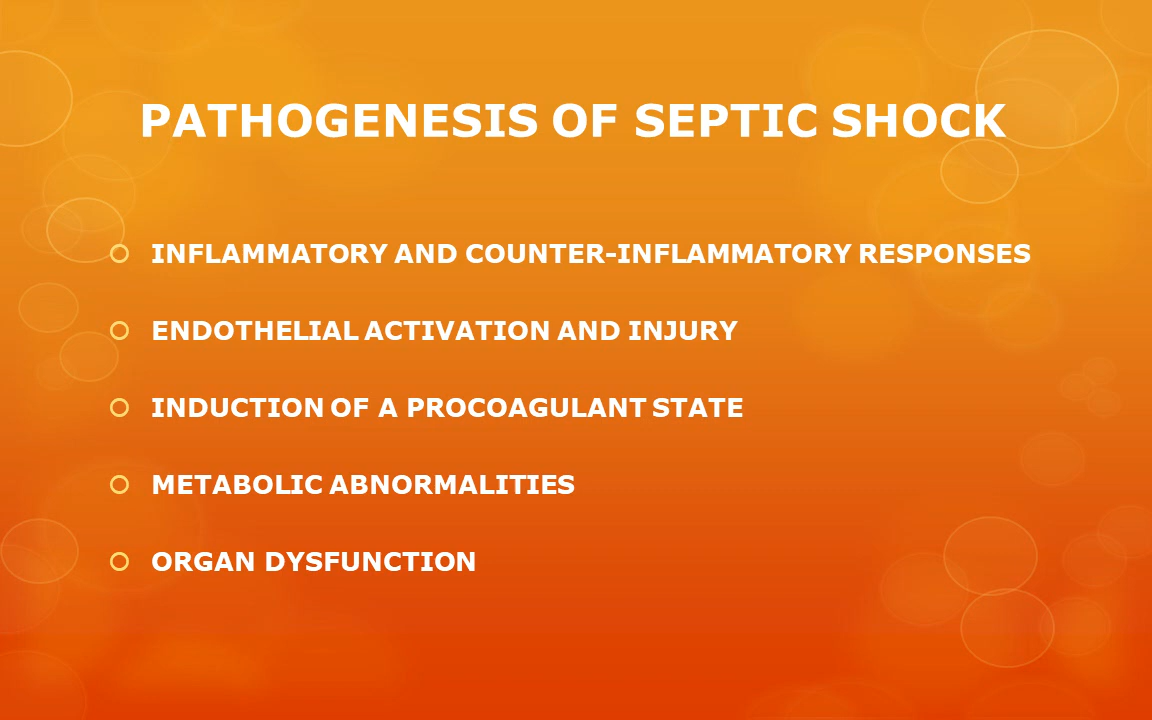 PATHOGENESIS OF SEPTIC SHOCK
INFLAMMATORY AND COUNTER-INFLAMMATORY RESPONSES
ENDOTHELIAL ACTIVATION AND INJURY
INDUCTION OF A PROCOAGULANT STATE
METABOLIC ABNORMALITIES
ORGAN DYSFUNCTION